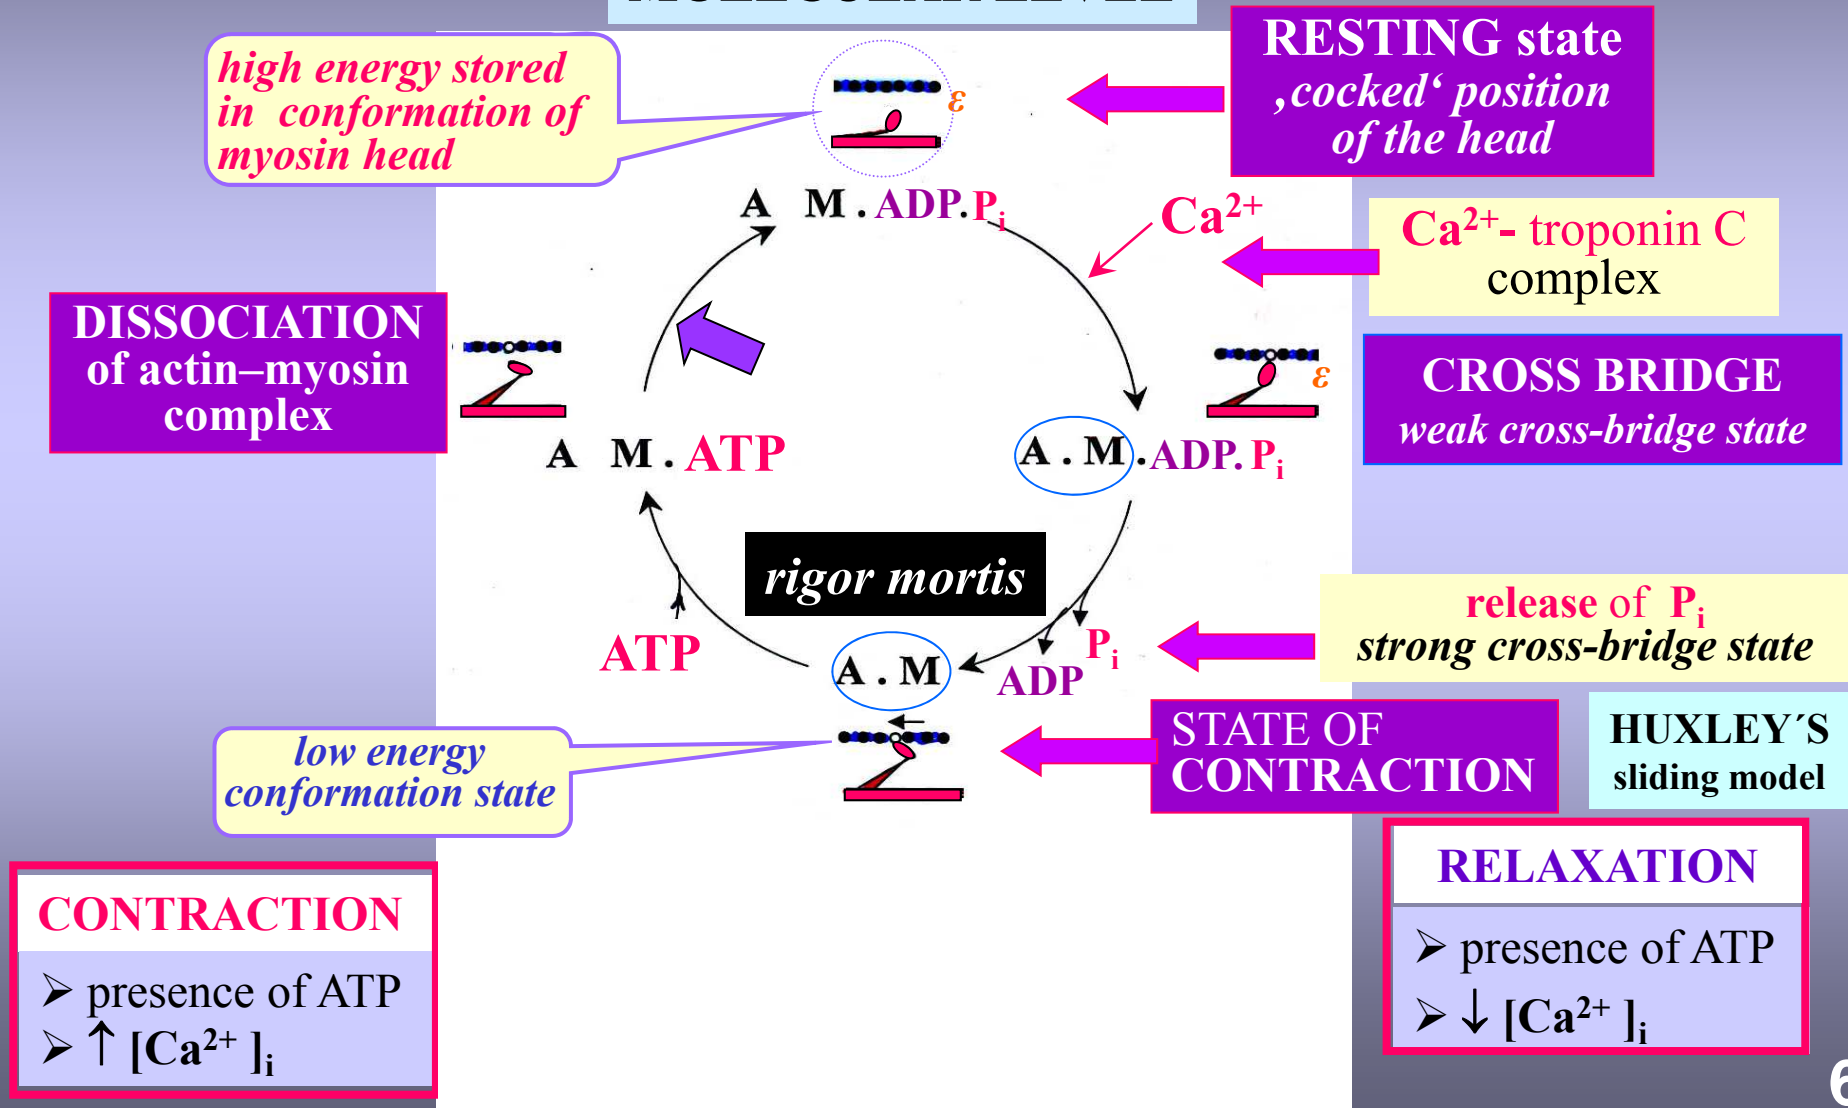 high energy stored
in conformation of
myosin head
ε
RESTING state
‚cocked‘ position
of the head
A M . ADP. Pi
Ca2+
Ca2+- troponin C
complex
DISSOCIATION
of actin–myosin
complex
ε
CROSS BRIDGE
weak cross-bridge state
A M . ATP
A . M . ADP. Pi
rigor mortis
release of Pi
strong cross-bridge state
ATP
Pi
ADP
A . M
low energy
conformation state
STATE OF
CONTRACTION
HUXLEY´S
sliding model
CONTRACTION
➢ presence of ATP
➢ ↑ [Ca2+ ]i
RELAXATION
➢ presence of ATP
➢ ↓ [Ca2+ ]i